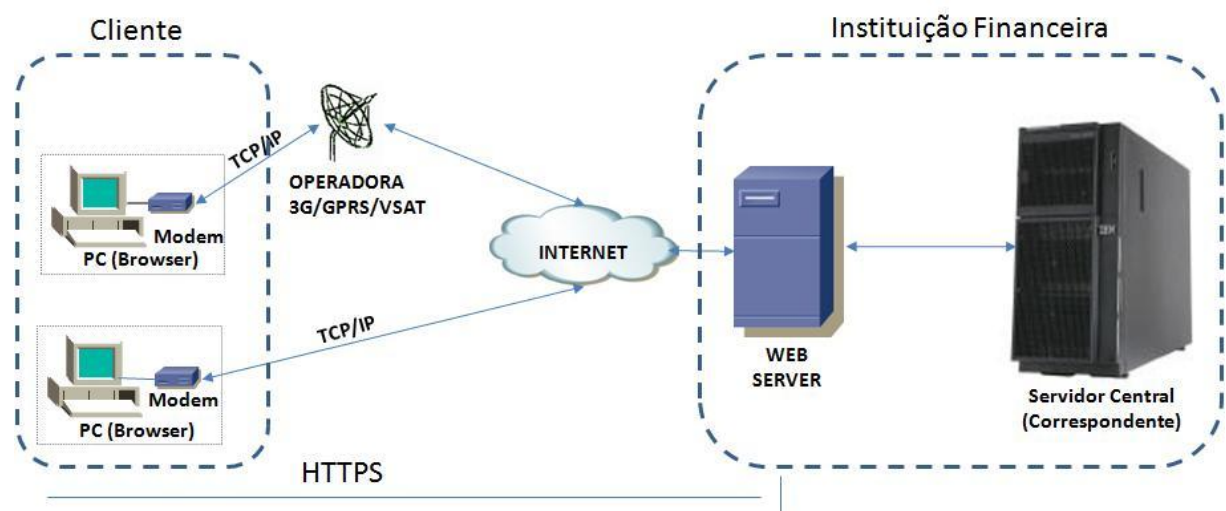 Cliente
Instituição Financeira
TCP/IP
OPERADORA
3G/GPRS/VSAT
Modem
PC (Browser)
INTERNET
IBM
TCP/IP
WEB
SERVER
Modem
PC (Browser)
Servidor Central
(Correspondente)
HTTPS